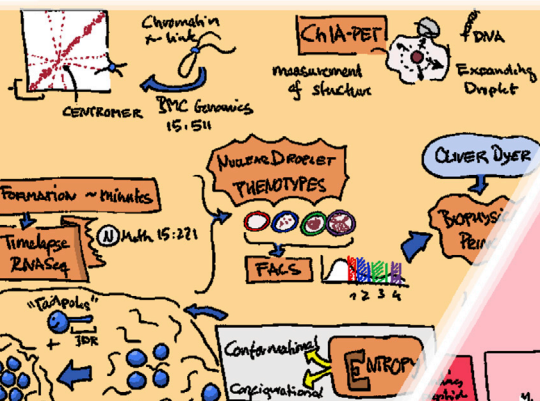 Chromatin
x-link
CENTROMER
BMC Genomics
15:511
ChIA-PET
measurement
of structure
DNA
Expanding
Droplet
NUCLEAR DROPLET
PHENOTYPES
OLIVER DYER
FORMATION ~ minutes
Timelapse
RNASeq
N Meth 15:221
FACS
1 2 3 4
"Tadpoles"
+ IDR
Conformational
ENTROPY
Configurational